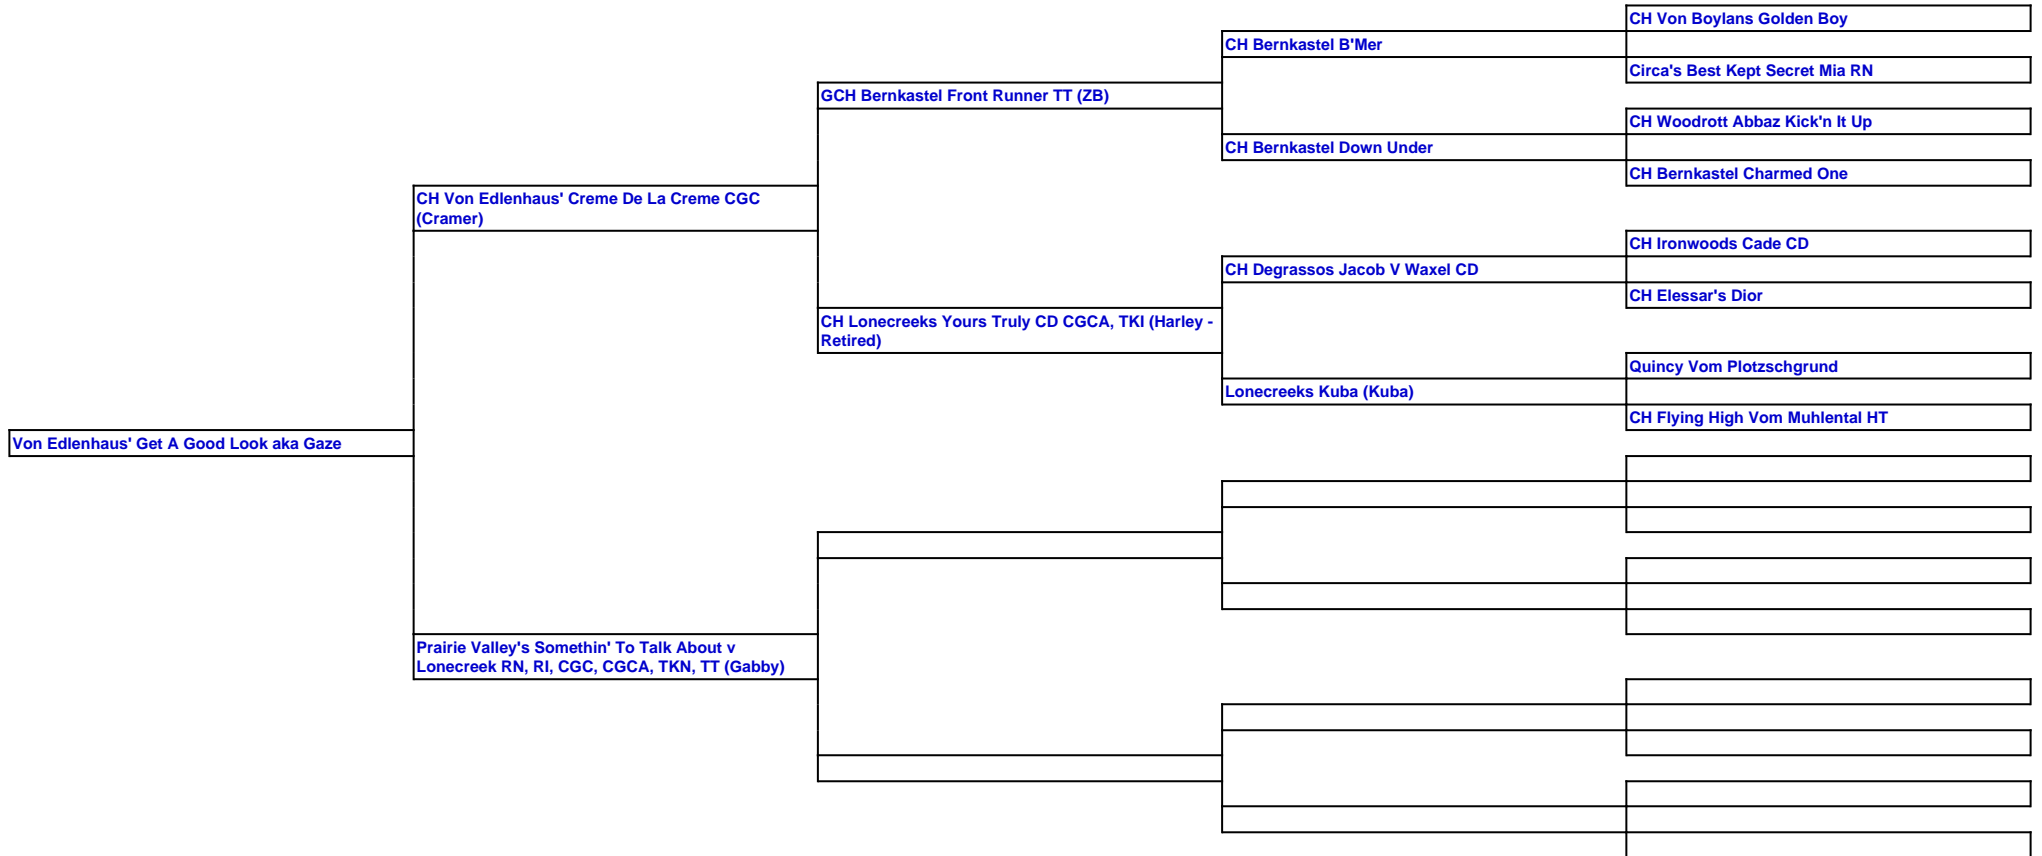 CH Von Boylans Golden Boy
CH Bernkastel B'Mer
Circa's Best Kept Secret Mia RN
GCH Bernkastel Front Runner TT (ZB)
CH Woodrott Abbaz Kick'n It Up
CH Bernkastel Down Under
CH Bernkastel Charmed One
CH Von Edlenhaus' Creme De La Creme CGC
(Cramer)
CH Ironwoods Cade CD
CH Degrassos Jacob V Waxel CD
CH Elessar's Dior
CH Lonecreeks Yours Truly CD CGCA, TKI (Harley -
Retired)
Quincy Vom Plotzschgrund
Lonecreeks Kuba (Kuba)
CH Flying High Vom Muhlental HT
Von Edlenhaus' Get A Good Look aka Gaze
Prairie Valley's Somethin' To Talk About v
Lonecreek RN, RI, CGC, CGCA, TKN, TT (Gabby)